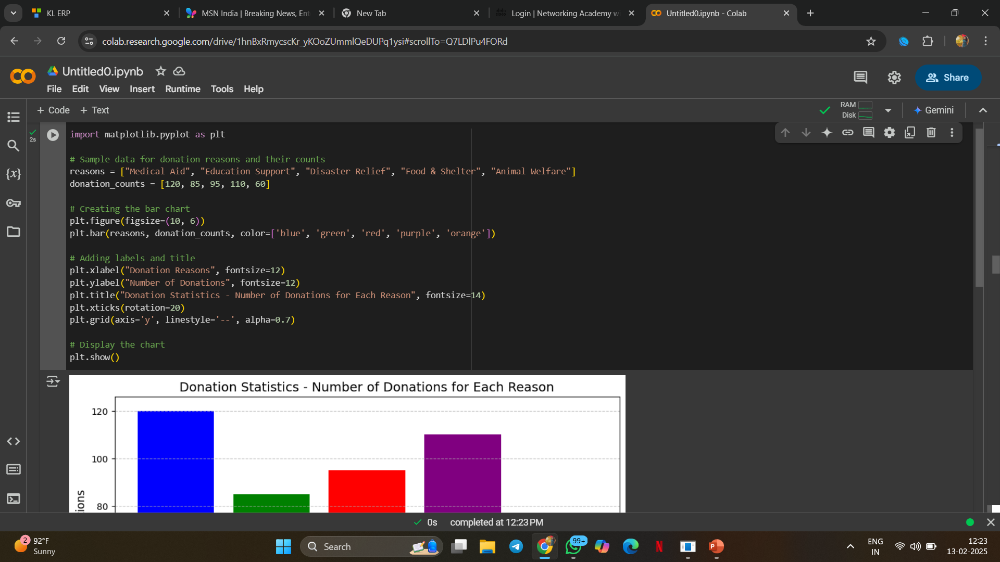 KL ERP
MSN India | Breaking News, Ent
New Tab
Login | Networking Academy w
Untitled0.ipynb - Colab
colab.research.google.com/drive/1hnBxRmycscKr_yKOoZUmmlQeDUPq1ysi#scrollTo=Q7LDlPu4FORd
Untitled0.ipynb
Share
File Edit View Insert Runtime Tools Help
+ Code + Text
RAM
Disk
Gemini
2s
import matplotlib.pyplot as plt
# Sample data for donation reasons and their counts
reasons = ["Medical Aid", "Education Support", "Disaster Relief", "Food & Shelter", "Animal Welfare"]
donation_counts = [120, 85, 95, 110, 60]
# Creating the bar chart
plt.figure(figsize=(10, 6))
plt.bar(reasons, donation_counts, color=['blue', 'green', 'red', 'purple', 'orange'])
# Adding labels and title
plt.xlabel("Donation Reasons", fontsize=12)
plt.ylabel("Number of Donations", fontsize=12)
plt.title("Donation Statistics - Number of Donations for Each Reason", fontsize=14)
plt.xticks(rotation=20)
plt.grid(axis='y', linestyle='--', alpha=0.7)
# Display the chart
plt.show()
Donation Statistics - Number of Donations for Each Reason
120
100
80
ions
0s completed at 12:23 PM
2
92°F
Sunny
Search
99+
ENG
IN
12:23
13-02-2025